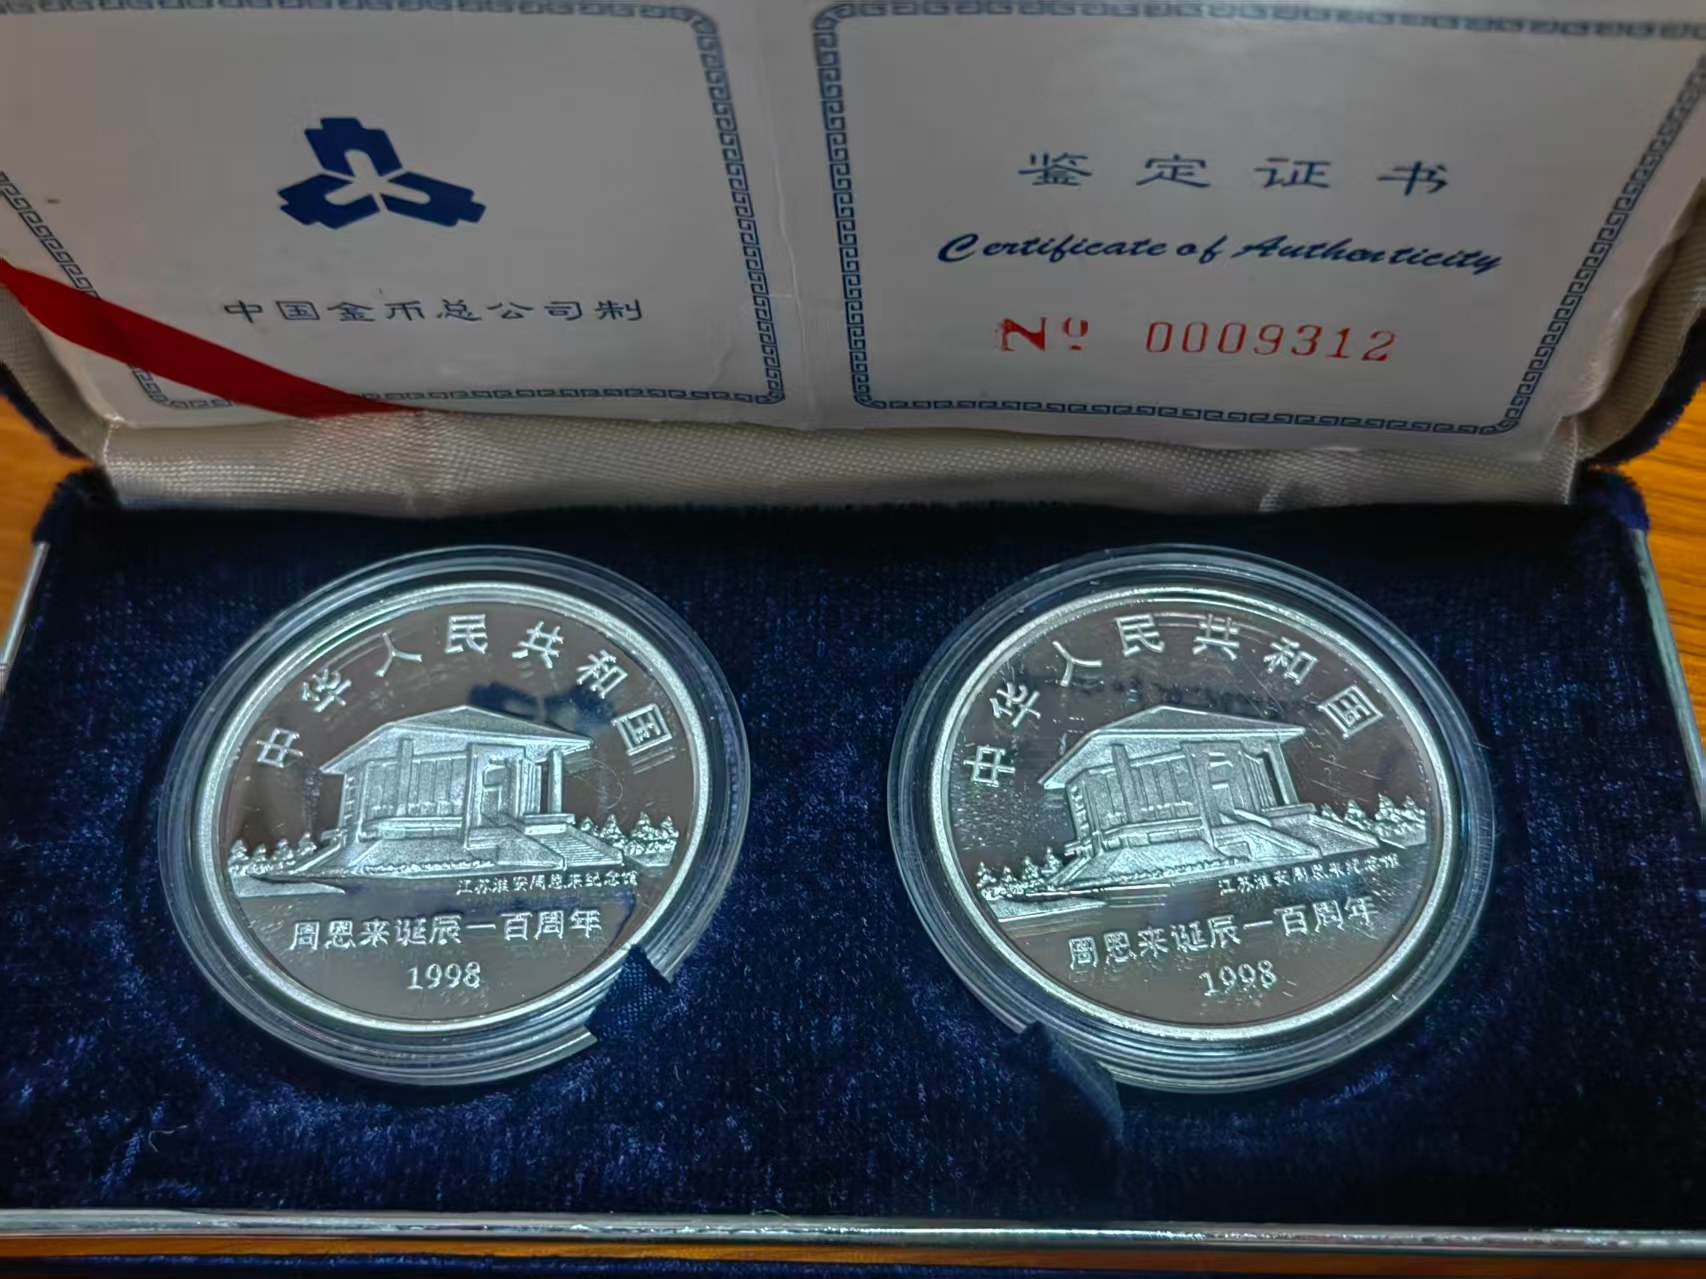 中国金币总公司制
鉴定证书
Certificate of Authenticity
No 0009312
中华人民共和国
江苏淮安周恩来纪念馆
周恩来诞辰一百周年
1998
中华人民共和国
江苏淮安周恩来纪念馆
周恩来诞辰一百周年
1998